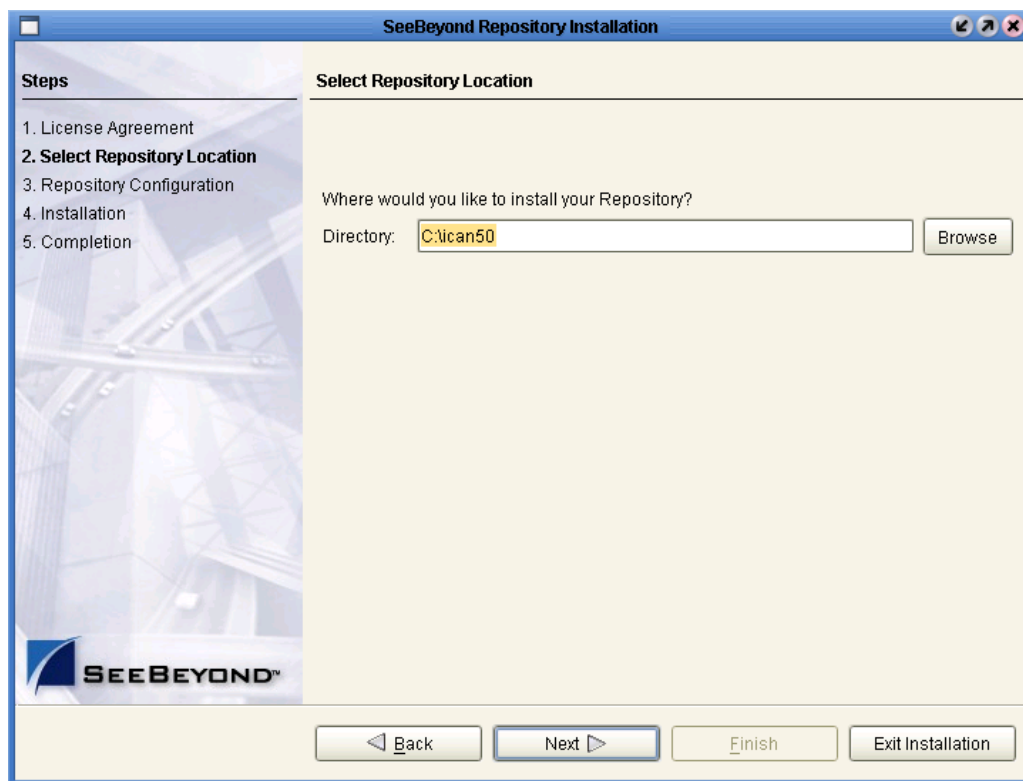 SeeBeyond Repository Installation
Steps
1. License Agreement
2. Select Repository Location
3. Repository Configuration
4. Installation
5. Completion
SEEBEYOND™
Select Repository Location
Where would you like to install your Repository?
Directory: C:\ican50 Browse
Back Next Finish Exit Installation